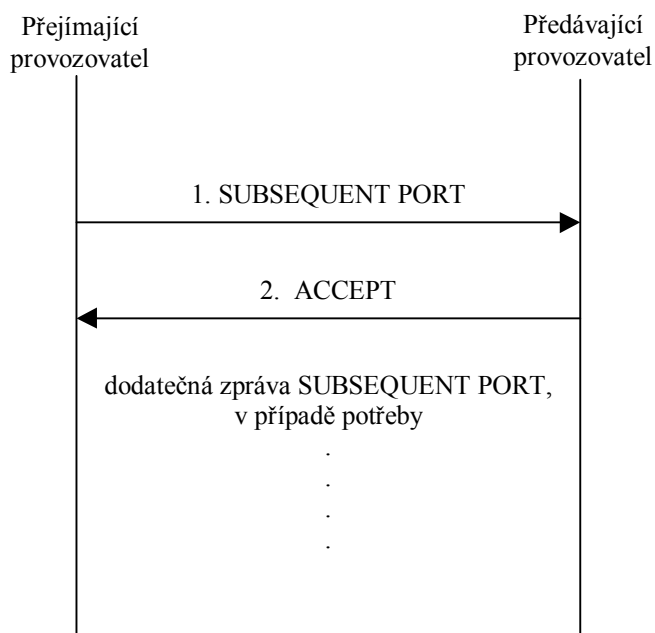 Přejímající
provozovatel
Předávající
provozovatel
1. SUBSEQUENT PORT
2. ACCEPT
dodatečná zpráva SUBSEQUENT PORT,
v případě potřeby
.
.
.
.